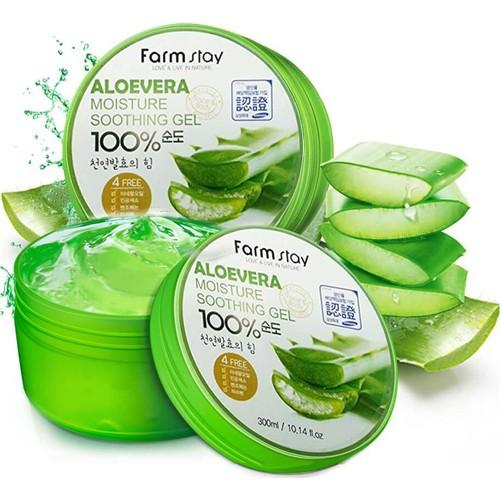 Farm stay
LOVE & LIVE IN NATURE
ALOEVERA
MOISTURE
SOOTHING GEL
100% 순도
천연발효의 힘
4 FREE
認證
Farm stay
LOVE & LIVE IN NATURE
ALOEVERA
MOISTURE
SOOTHING GEL
100% 순도
천연발효의 힘
4 FREE
認證
300ml / 10,14 fl.oz